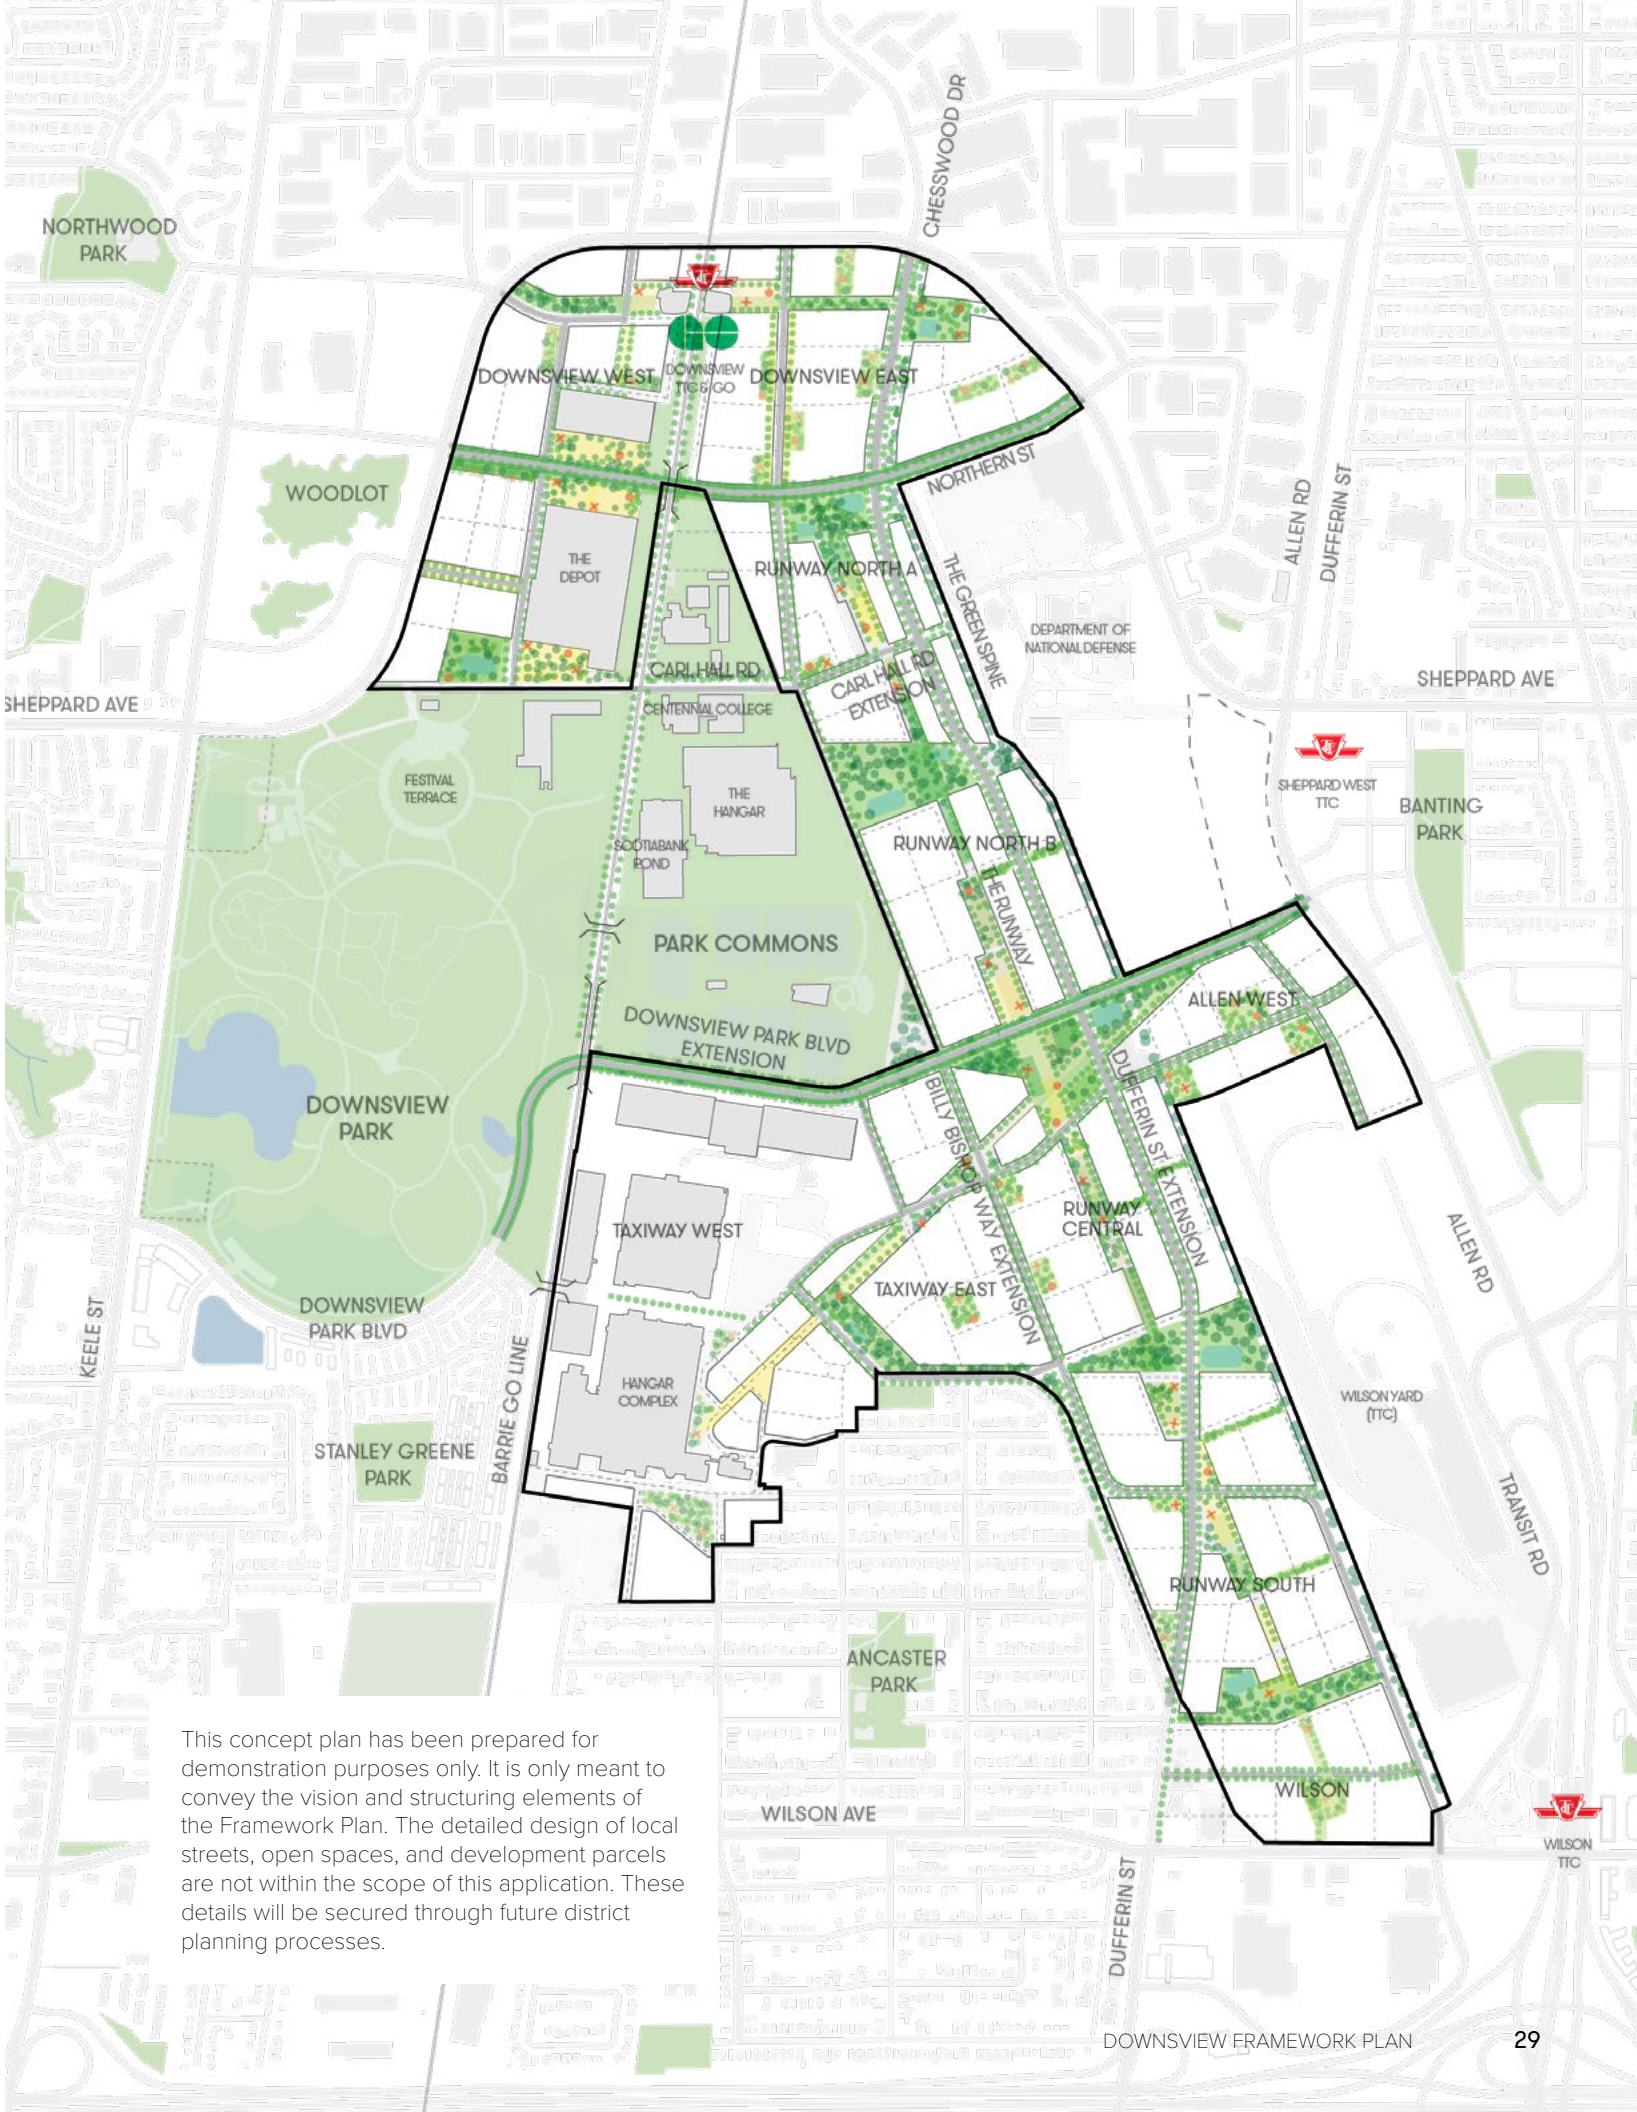 CHESSWOOD DR
NORTHWOOD
PARK
DOWNSVIEW WEST
DOWNSVIEW
TTC & GO
DOWNSVIEW EAST
NORTHERN ST
WOODLOT
ALLEN RD
DUFFERIN ST
THE
DEPOT
RUNWAY NORTH A
THE GREEN SPINE
DEPARTMENT OF
NATIONAL DEFENSE
CARL HALL RD
CARL HALL RD
EXTENSION
SHEPPARD AVE
SHEPPARD AVE
CENTENNIAL COLLEGE
FESTIVAL
TERRACE
THE
HANGAR
SHEPPARD WEST
TTC
BANTING
PARK
SCOTIABANK
POND
RUNWAY NORTH B
THE RUNWAY
PARK COMMONS
ALLEN WEST
DOWNSVIEW PARK BLVD
EXTENSION
DOWNSVIEW
PARK
BILLY BISHOP WAY EXTENSION
DUFFERIN ST EXTENSION
TAXIWAY WEST
RUNWAY
CENTRAL
ALLEN RD
TAXIWAY EAST
DOWNSVIEW
PARK BLVD
KEELE ST
BARRIE GO LINE
HANGAR
COMPLEX
WILSON YARD
(TTC)
STANLEY GREENE
PARK
TRANSIT RD
RUNWAY SOUTH
ANCASTER
PARK
This concept plan has been prepared for
demonstration purposes only. It is only meant to
convey the vision and structuring elements of
the Framework Plan. The detailed design of local
streets, open spaces, and development parcels
are not within the scope of this application. These
details will be secured through future district
planning processes.
WILSON
WILSON AVE
WILSON
TTC
DUFFERIN ST
DOWNSVIEW FRAMEWORK PLAN
29